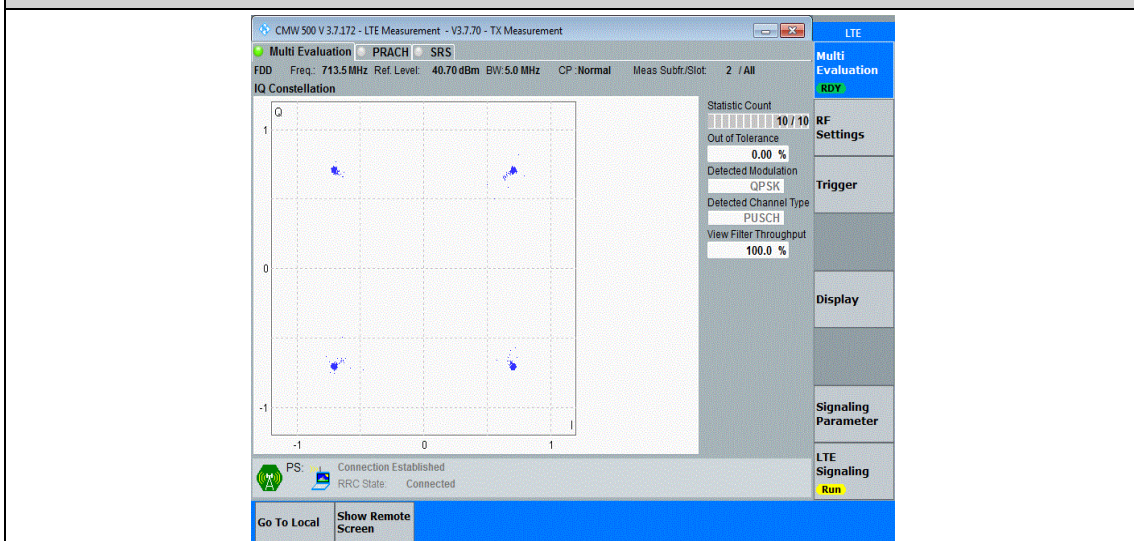 CMW 500 V 3.7.172 - LTE Measurement - V3.7.70 - TX Measurement
LTE
Multi Evaluation PRACH SRS
FDD Freq.: 713.5 MHz Ref. Level: 40.70 dBm BW: 5.0 MHz CP : Normal Meas Subfr./Slot: 2 / All
IQ Constellation
Q
1
0
-1
-1 0 1
I
Statistic Count
10 / 10
Out of Tolerance
0.00 %
Detected Modulation
QPSK
Detected Channel Type
PUSCH
View Filter Throughput
100.0 %
Multi
Evaluation
RDY
RF
Settings
Trigger
Display
Signaling
Parameter
LTE
Signaling
Run
PS: Connection Established
RRC State: Connected
Go To Local
Show Remote
Screen